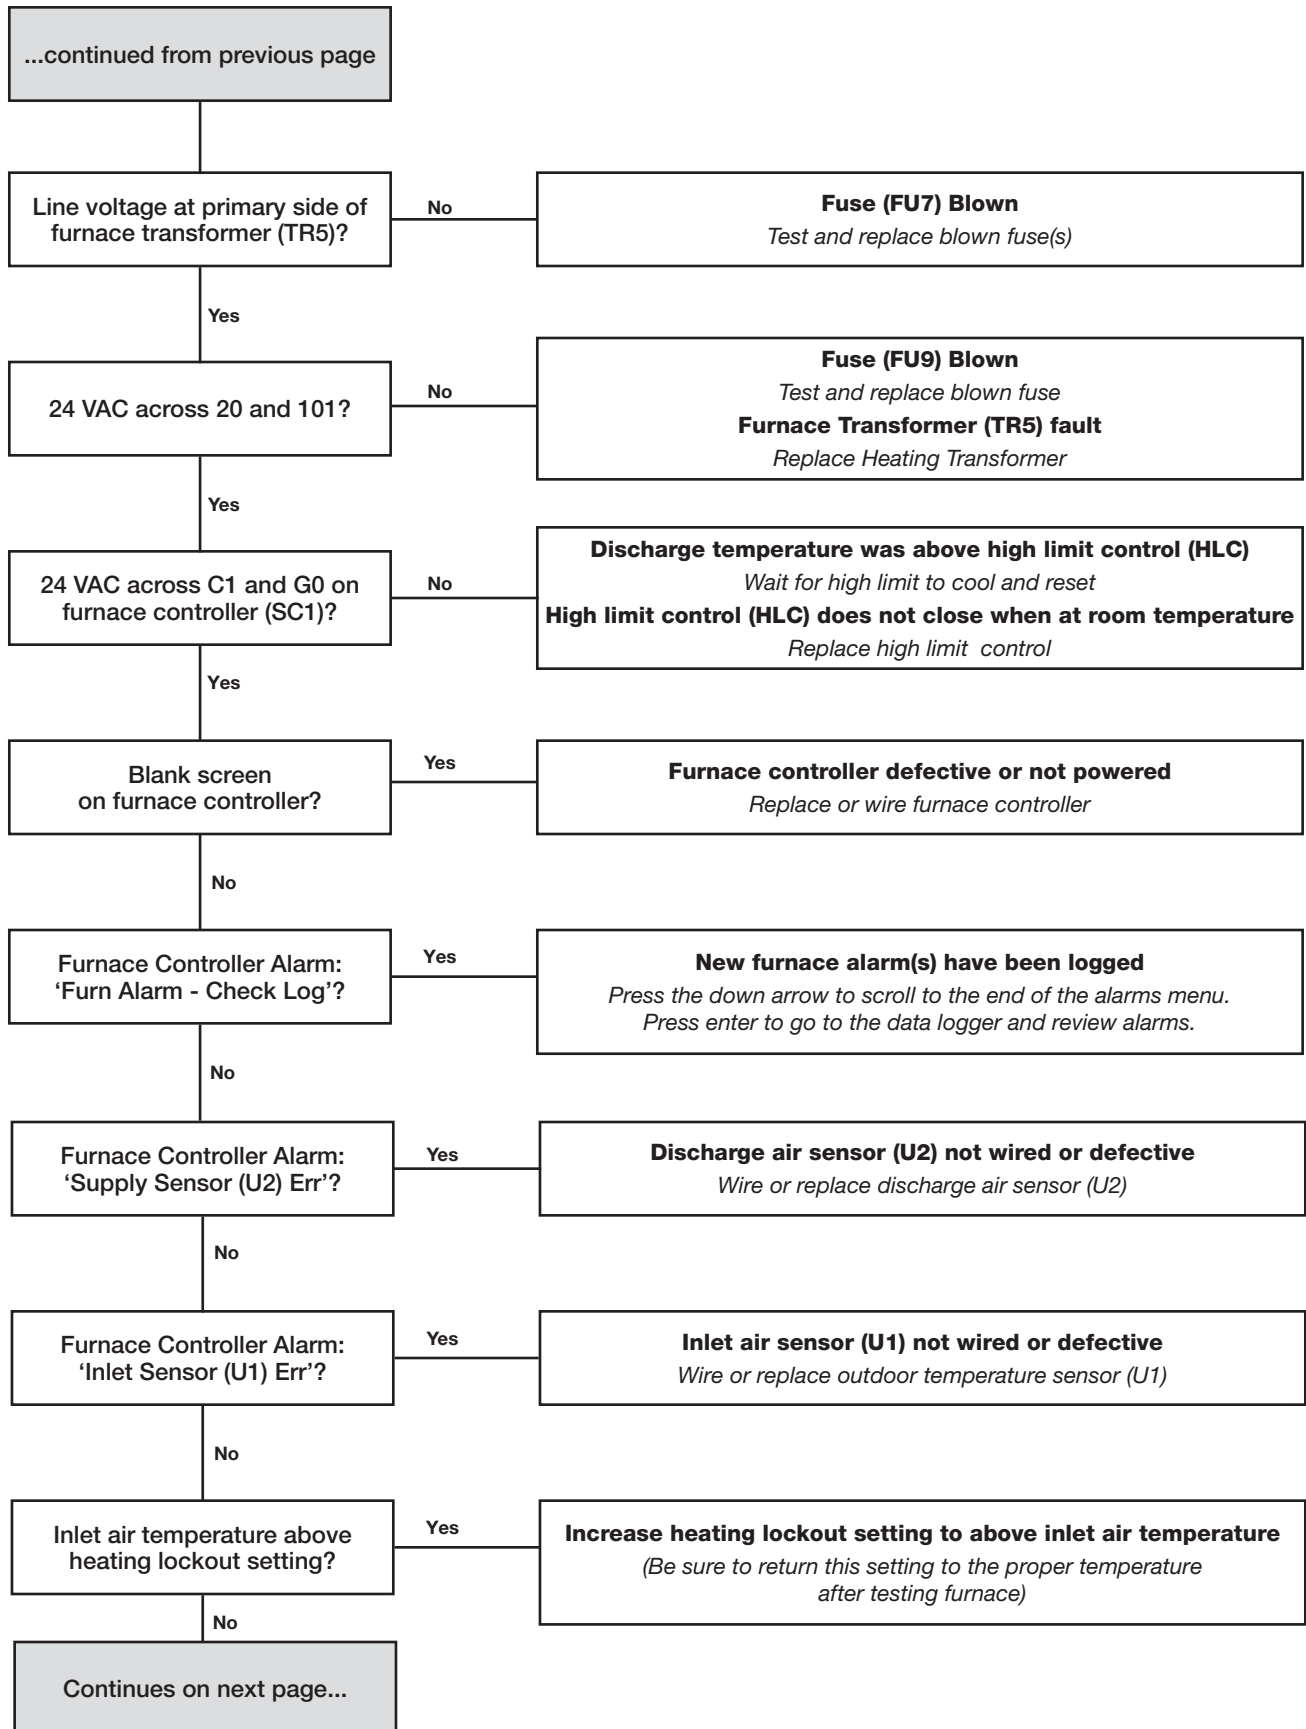 ...continued from previous page
Line voltage at primary side of
furnace transformer (TR5)?
No
Fuse (FU7) Blown
Test and replace blown fuse(s)
Yes
24 VAC across 20 and 101?
No
Fuse (FU9) Blown
Test and replace blown fuse
Furnace Transformer (TR5) fault
Replace Heating Transformer
Yes
24 VAC across C1 and G0 on
furnace controller (SC1)?
No
Discharge temperature was above high limit control (HLC)
Wait for high limit to cool and reset
High limit control (HLC) does not close when at room temperature
Replace high limit control
Yes
Blank screen
on furnace controller?
Yes
Furnace controller defective or not powered
Replace or wire furnace controller
No
Furnace Controller Alarm:
‘Furn Alarm - Check Log’?
Yes
New furnace alarm(s) have been logged
Press the down arrow to scroll to the end of the alarms menu.
Press enter to go to the data logger and review alarms.
No
Furnace Controller Alarm:
‘Supply Sensor (U2) Err’?
Yes
Discharge air sensor (U2) not wired or defective
Wire or replace discharge air sensor (U2)
No
Furnace Controller Alarm:
‘Inlet Sensor (U1) Err’?
Yes
Inlet air sensor (U1) not wired or defective
Wire or replace outdoor temperature sensor (U1)
No
Inlet air temperature above
heating lockout setting?
Yes
Increase heating lockout setting to above inlet air temperature
(Be sure to return this setting to the proper temperature
after testing furnace)
No
Continues on next page...